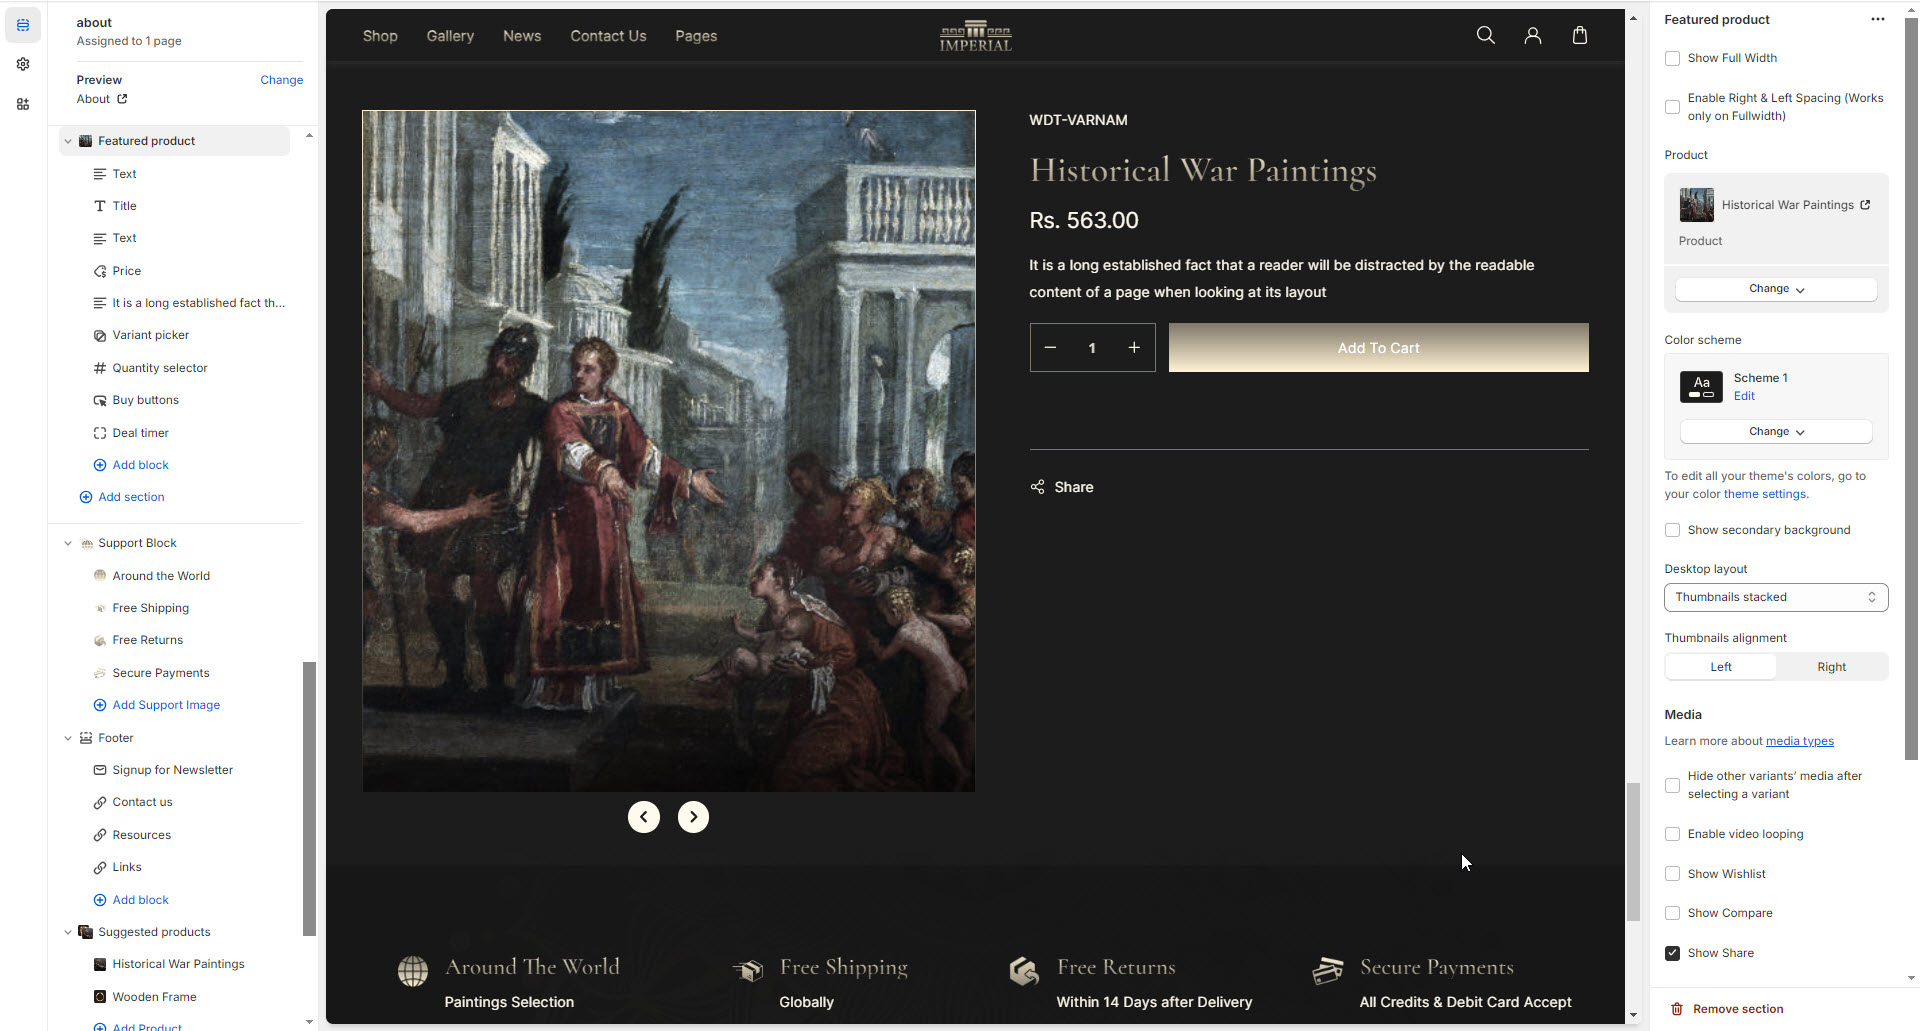 about
Assigned to 1 page
Preview
Change
About
Featured product
Text
Title
Text
Price
It is a long established fact th...
Variant picker
Quantity selector
Buy buttons
Deal timer
Add block
Add section
Support Block
Around the World
Free Shipping
Free Returns
Secure Payments
Add Support Image
Footer
Signup for Newsletter
Contact us
Resources
Links
Add block
Suggested products
Historical War Paintings
Wooden Frame
Add Product
Shop
Gallery
News
Contact Us
Pages
IMPERIAL
WDT-VARNAM
Historical War Paintings
Rs. 563.00
It is a long established fact that a reader will be distracted by the readable
content of a page when looking at its layout
1
Add To Cart
Share
Around The World
Paintings Selection
Free Shipping
Globally
Free Returns
Within 14 Days after Delivery
Secure Payments
All Credits & Debit Card Accept
Featured product
Show Full Width
Enable Right & Left Spacing (Works
only on Fullwidth)
Product
Historical War Paintings
Product
Change
Color scheme
Aa
Scheme 1
Edit
Change
To edit all your theme's colors, go to
your color theme settings.
Show secondary background
Desktop layout
Thumbnails stacked
Thumbnails alignment
Left
Right
Media
Learn more about media types
Hide other variants’ media after
selecting a variant
Enable video looping
Show Wishlist
Show Compare
Show Share
Remove section